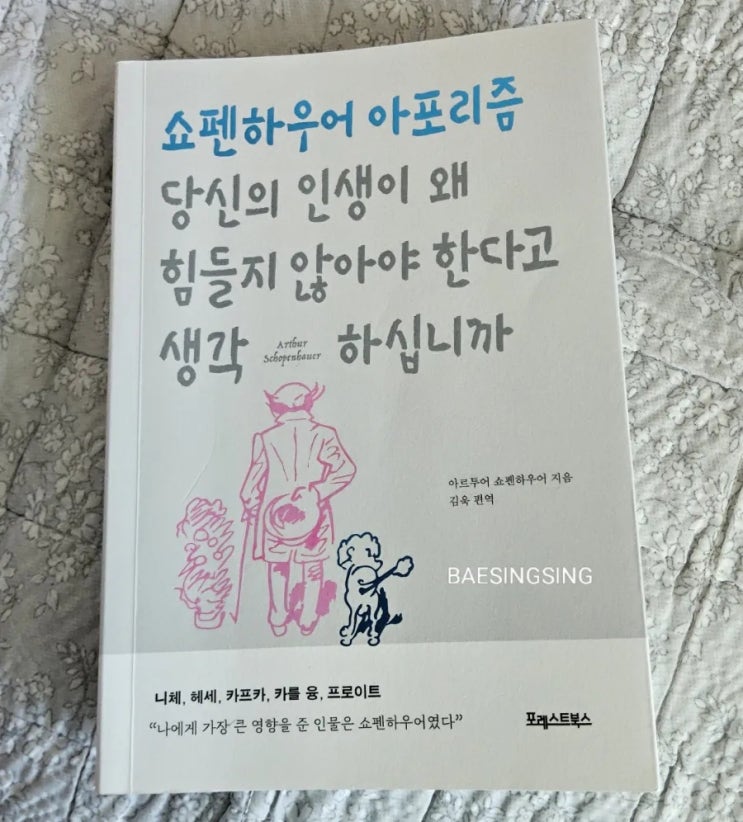 쇼펜하우어 아포리즘
당신의 인생이 왜
힘들지 않아야 한다고
생각 하십니까
Arthur
Schopenhauer
아르투어 쇼펜하우어 지음
김욱 편역
BAESINGSING
니체, 헤세, 카프카, 카를 융, 프로이트
“나에게 가장 큰 영향을 준 인물은 쇼펜하우어였다”
포레스트북스